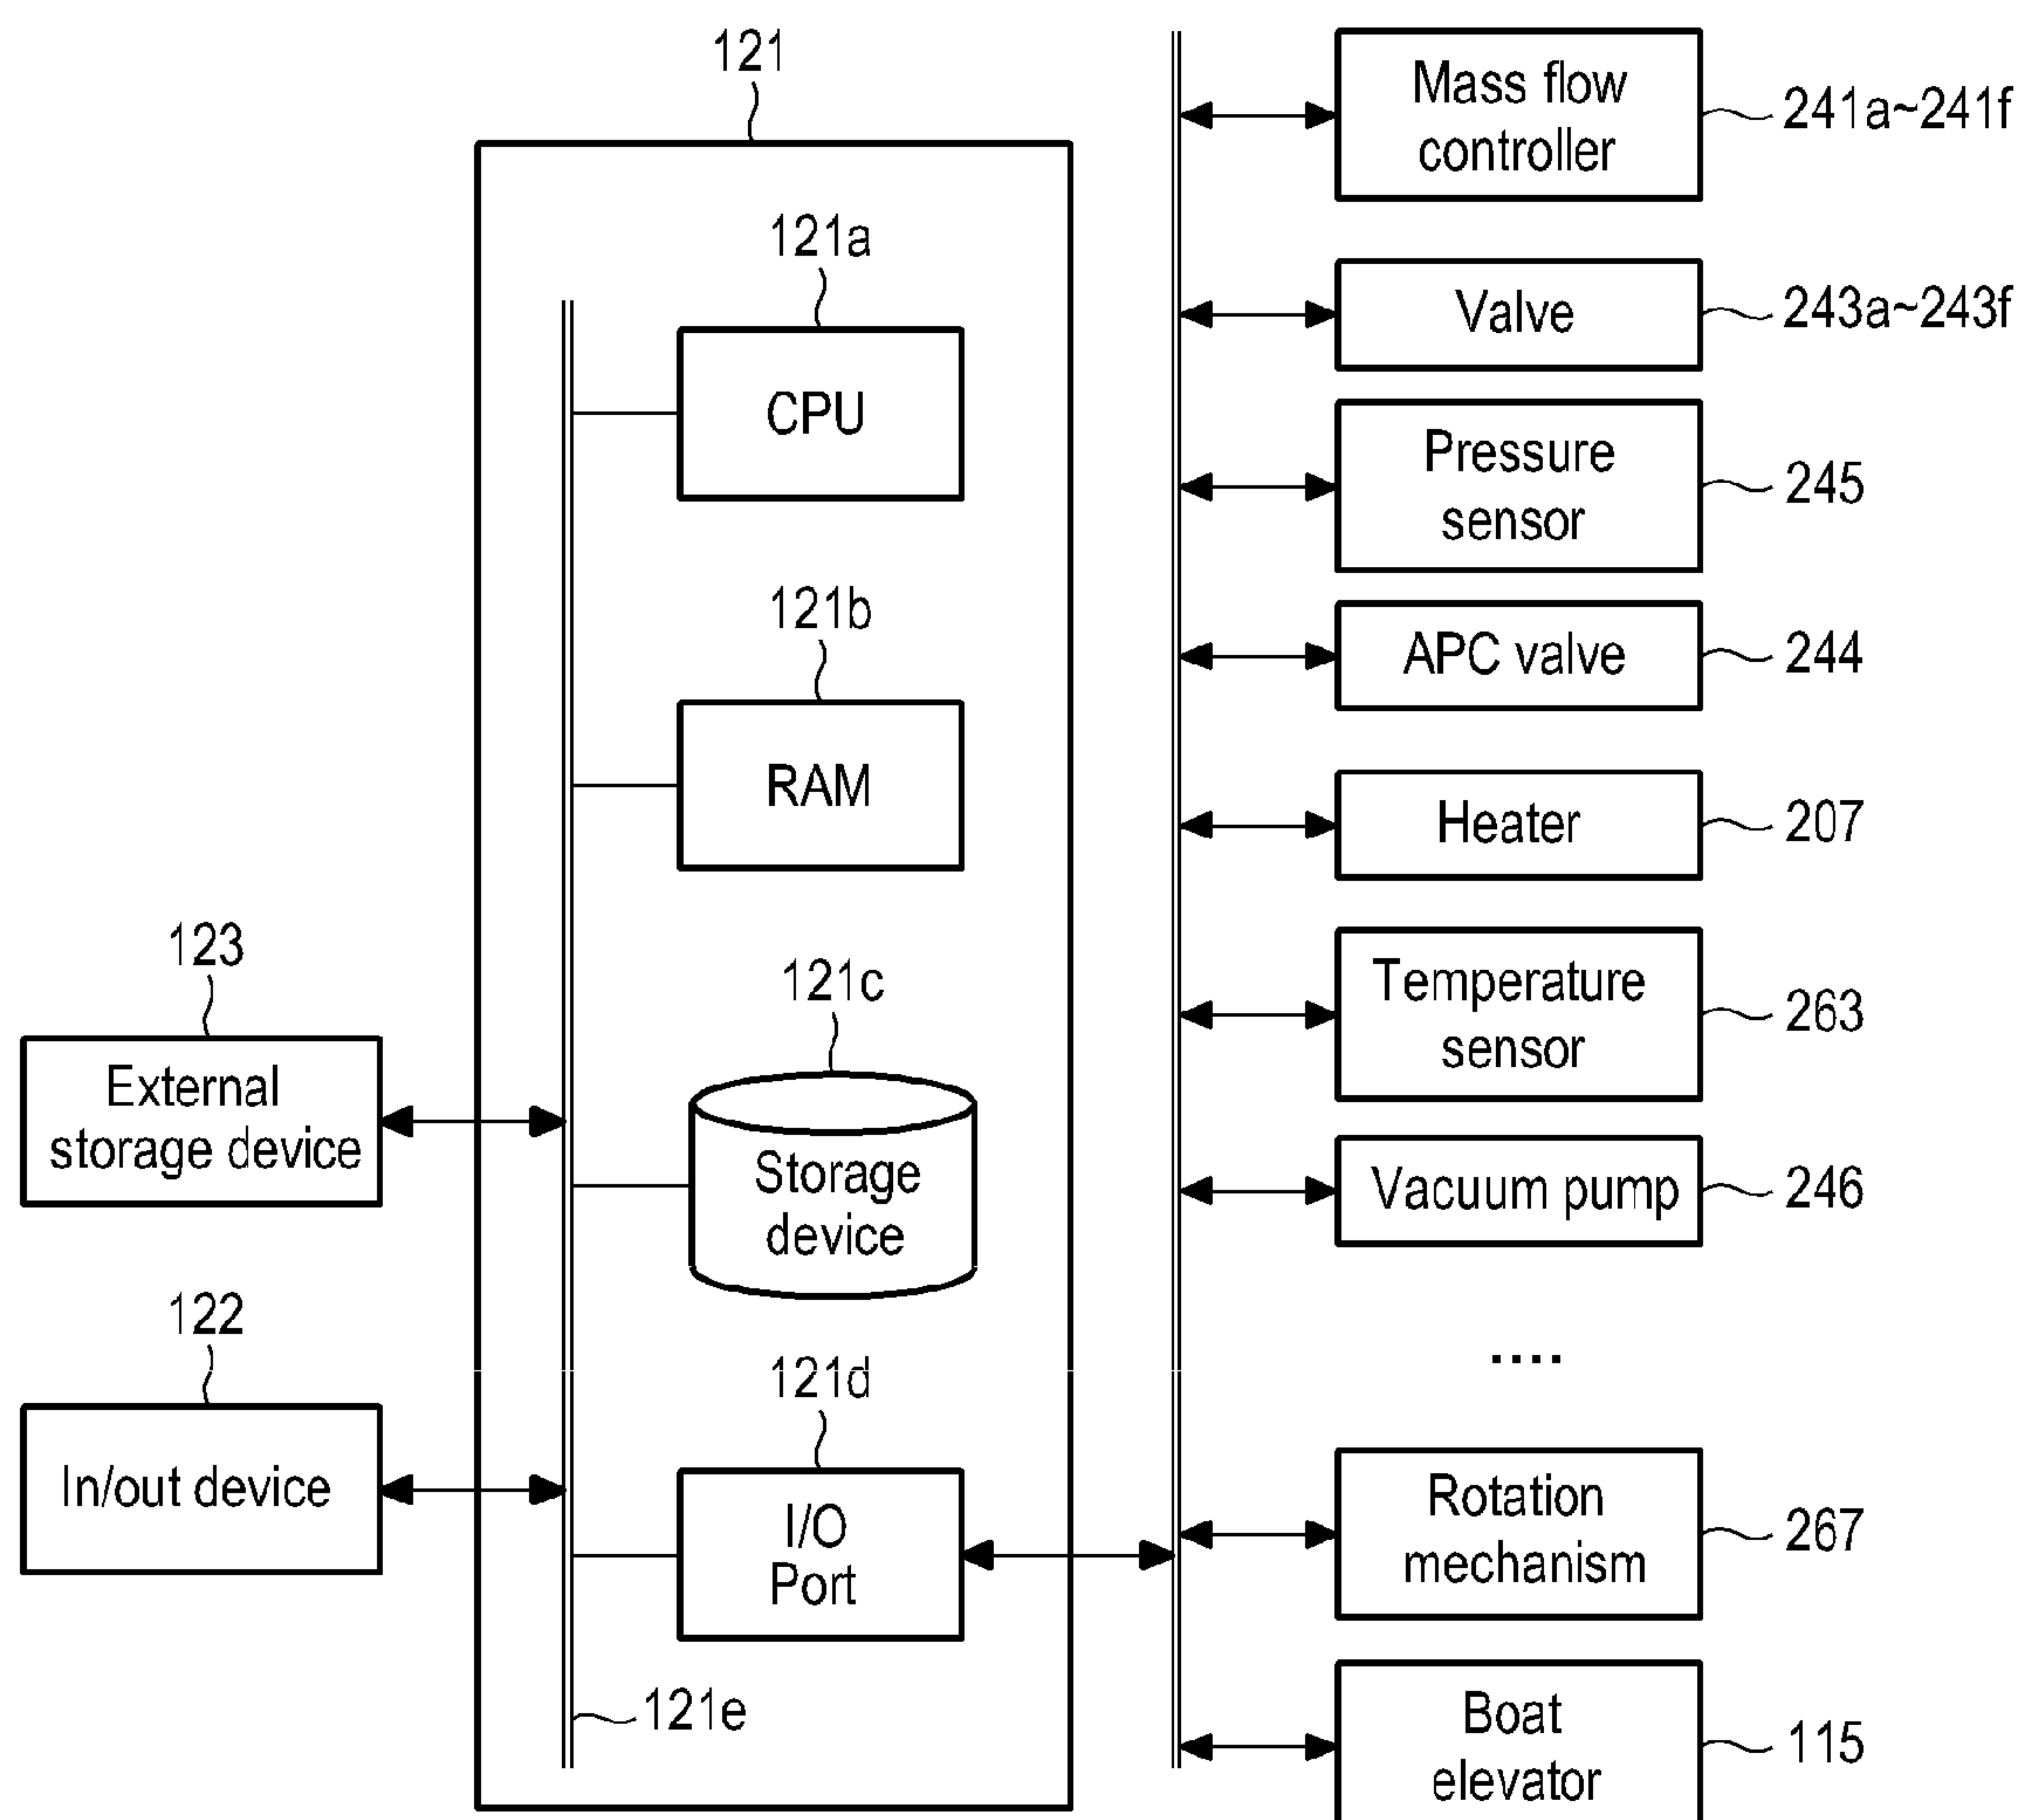 121
121a
CPU
121b
RAM
121c
Storage
device
121d
I/O
Port
121e
123
External
storage device
122
In/out device
Mass flow
controller
241a~241f
Valve
243a~243f
Pressure
sensor
245
APC valve
244
Heater
207
Temperature
sensor
263
Vacuum pump
246
....
Rotation
mechanism
267
Boat
elevator
115